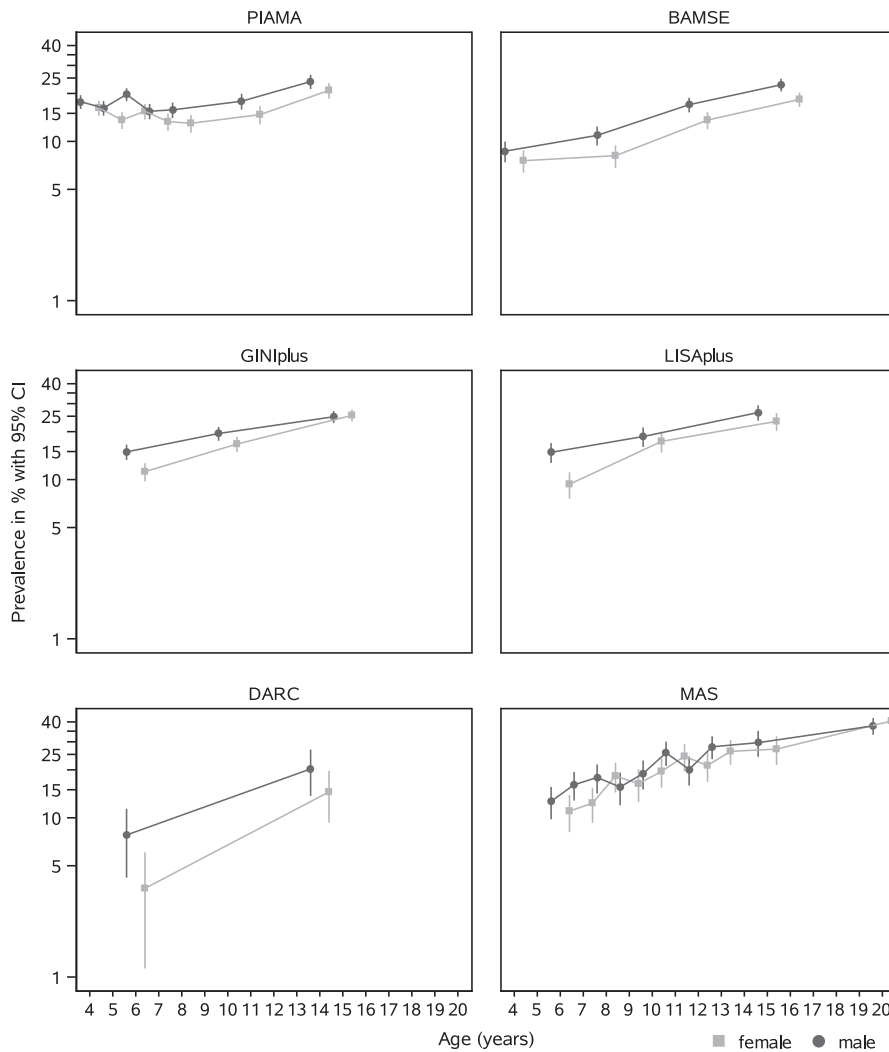 PIAMA
BAMSE
40
25
15
10
5
1
GINIplus
LISAplus
40
25
15
10
5
1
Prevalence in % with 95% CI
DARC
MAS
40
25
15
10
5
1
4 5 6 7 8 9 10 11 12 13 14 15 16 17 18 19 20
4 5 6 7 8 9 10 11 12 13 14 15 16 17 18 19 20
Age (years)
female male